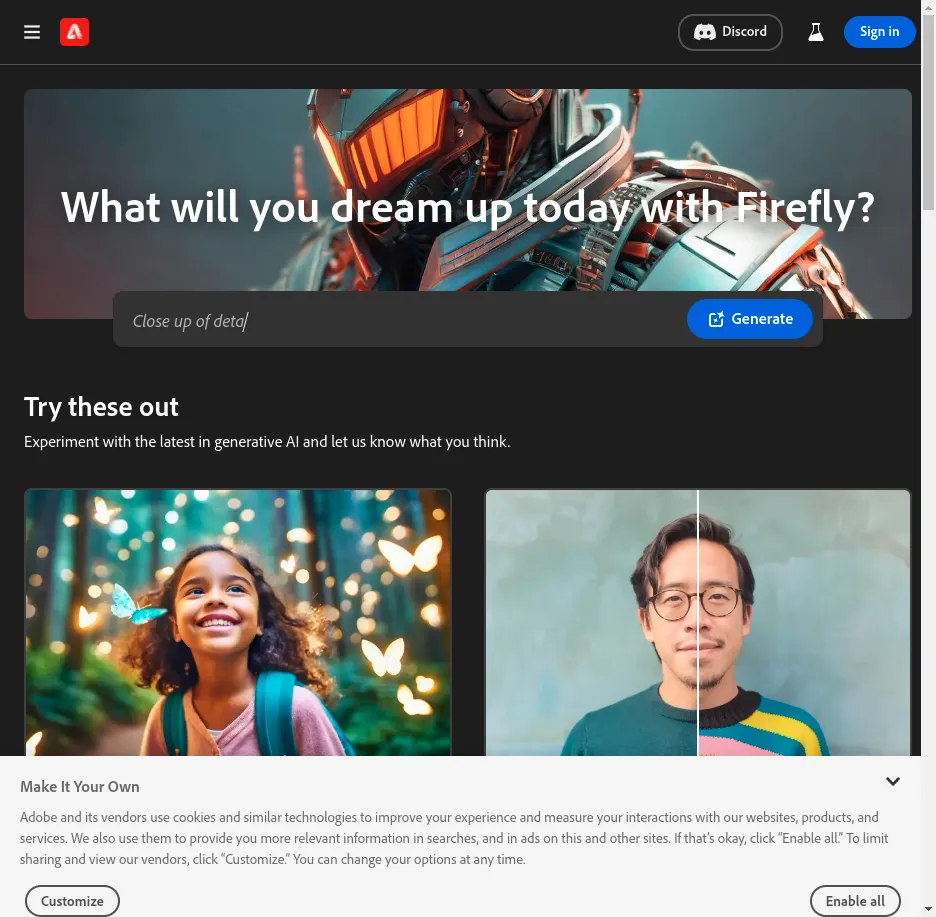 Discord
Sign in
What will you dream up today with Firefly?
Close up of deta
Generate
Try these out
Experiment with the latest in generative AI and let us know what you think.
Make It Your Own
Adobe and its vendors use cookies and similar technologies to improve your experience and measure your interactions with our websites, products, and
services. We also use them to provide you more relevant information in searches, and in ads on this and other sites. If that’s okay, click “Enable all.” To limit
sharing and view our vendors, click “Customize.” You can change your options at any time.
Customize
Enable all